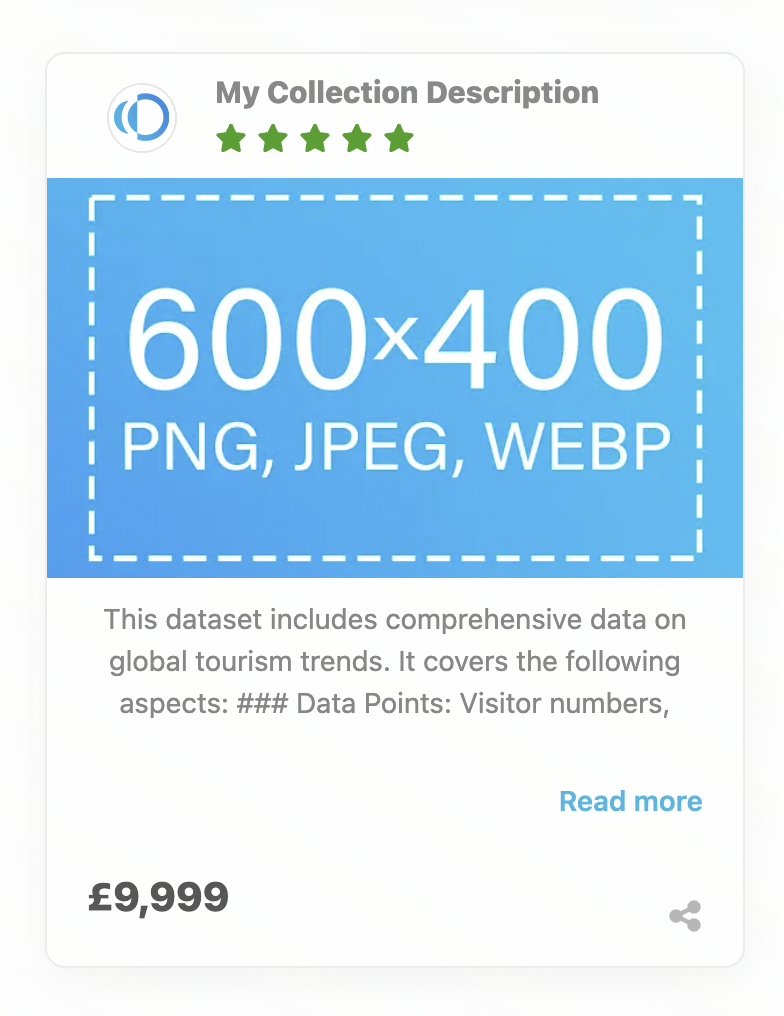 My Collection Description
600×400
PNG, JPEG, WEBP
This dataset includes comprehensive data on
global tourism trends. It covers the following
aspects: ### Data Points: Visitor numbers,
Read more
£9,999